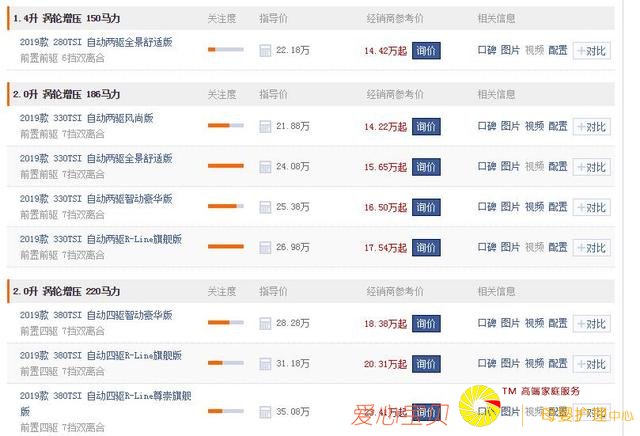 1.4升 涡轮增压 150马力 关注度 指导价 经销商参考价 相关信息
2019款 280TSI 自动两驱全景舒适版 22.18万 14.42万起 询价 口碑 图片 视频 配置 +对比
前置前驱 6挡双离合
2.0升 涡轮增压 186马力 关注度 指导价 经销商参考价 相关信息
2019款 330TSI 自动两驱风尚版 21.88万 14.22万起 询价 口碑 图片 视频 配置 +对比
前置前驱 7挡双离合
2019款 330TSI 自动两驱全景舒适版 24.08万 15.65万起 询价 口碑 图片 视频 配置 +对比
前置前驱 7挡双离合
2019款 330TSI 自动两驱智动豪华版 25.38万 16.50万起 询价 口碑 图片 视频 配置 +对比
前置前驱 7挡双离合
2019款 330TSI 自动两驱R-Line旗舰版 26.98万 17.54万起 询价 口碑 图片 视频 配置 +对比
前置前驱 7挡双离合
2.0升 涡轮增压 220马力 关注度 指导价 经销商参考价 相关信息
2019款 380TSI 自动四驱智动豪华版 28.28万 18.38万起 询价 口碑 图片 视频 配置 +对比
前置四驱 7挡双离合
2019款 380TSI 自动四驱R-Line旗舰版 31.18万 20.31万起 询价 口碑 图片 视频 配置 +对比
前置四驱 7挡双离合
2019款 380TSI 自动四驱R-Line尊崇旗舰
版 35.08万 询价 口碑 图片 视频 配置 +对比
前置四驱 7挡双离合
TM 高端家庭服务
爱心宝贝 母婴护理中心